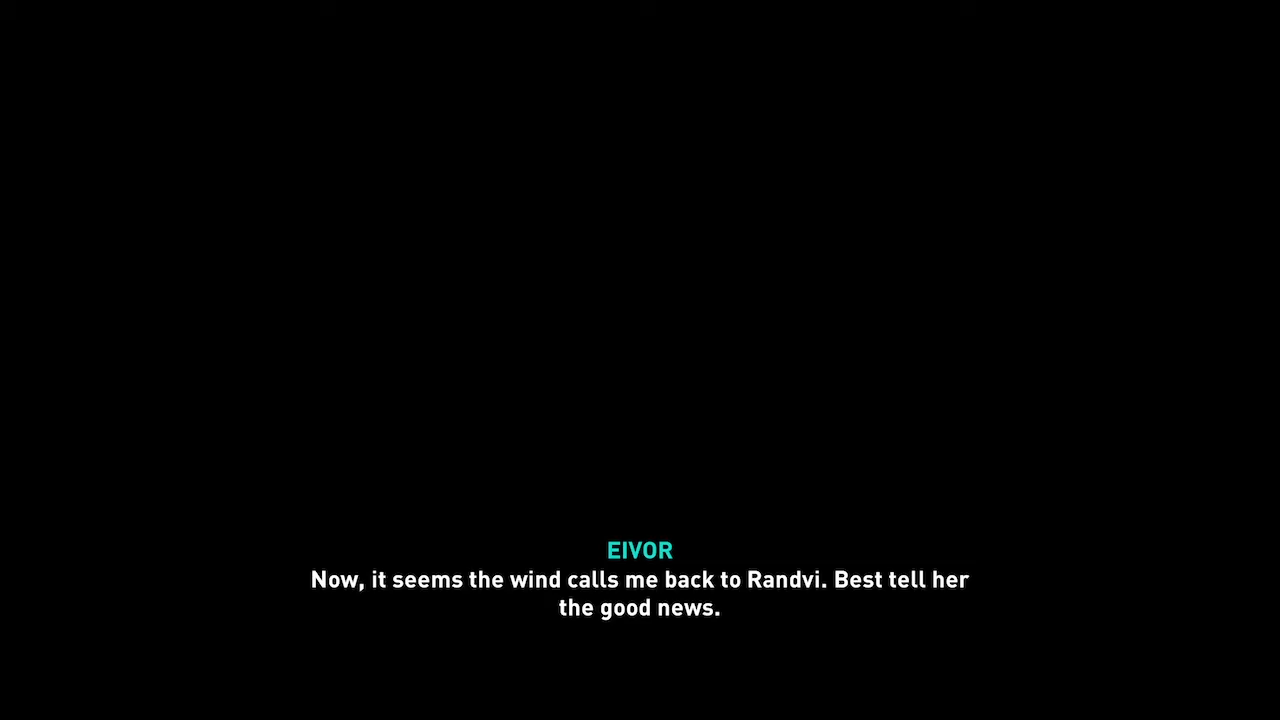 EIVOR
Now, it seems the wind calls me back to Randvi. Best tell her
the good news.